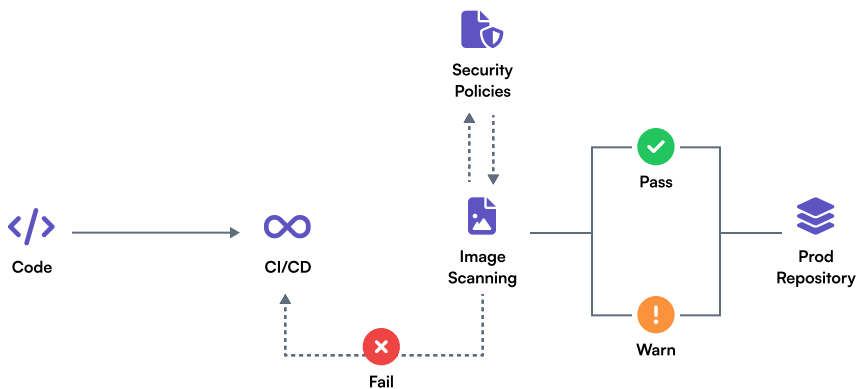 Security
Policies
Pass
Code
CI/CD
Image
Scanning
Prod
Repository
Warn
Fail